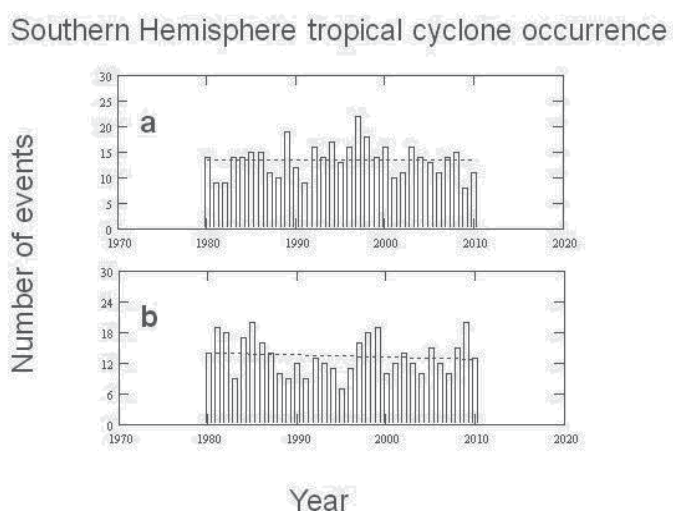 Southern Hemisphere tropical cyclone occurrence
Number of events
a
30
25
20
15
10
5
0
1970 1980 1990 2000 2010 2020
b
30
24
18
12
6
0
1970 1980 1990 2000 2010 2020
Year